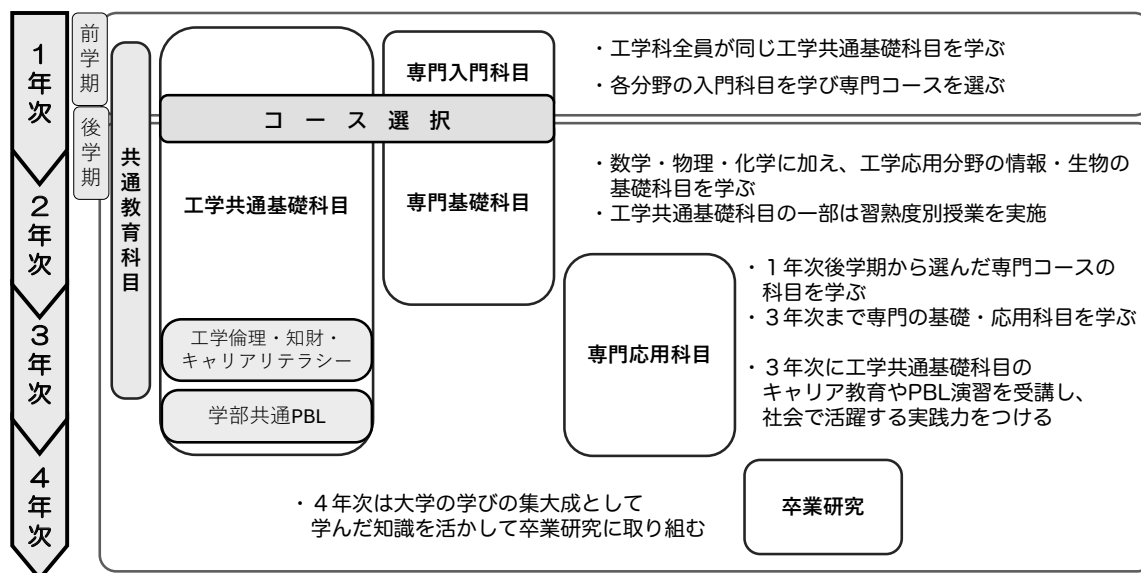 1年次
前学期
後学期
2年次
3年次
4年次
共通教育科目
専門入門科目
コース選択
工学共通基礎科目
専門基礎科目
工学倫理・知財・
キャリアリテラシー
学部共通PBL
専門応用科目
卒業研究
・工学科全員が同じ工学共通基礎科目を学ぶ
・各分野の入門科目を学び専門コースを選ぶ
・数学・物理・化学に加え、工学応用分野の情報・生物の
基礎科目を学ぶ
・工学共通基礎科目の一部は習熟度別授業を実施
・１年次後学期から選んだ専門コースの
科目を学ぶ
・３年次まで専門の基礎・応用科目を学ぶ
・３年次に工学共通基礎科目の
キャリア教育やPBL演習を受講し、
社会で活躍する実践力をつける
・４年次は大学の学びの集大成として
学んだ知識を活かして卒業研究に取り組む